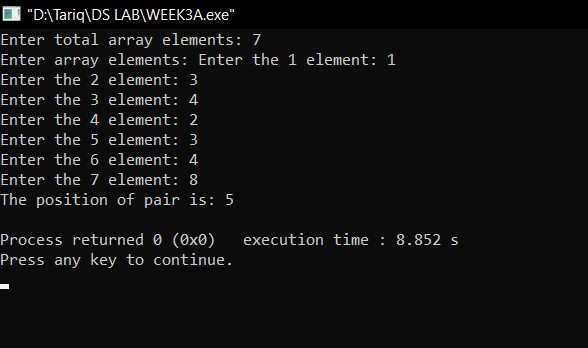 "D:\Tariq\DS LAB\WEEK3A.exe"
Enter total array elements: 7
Enter array elements: Enter the 1 element: 1
Enter the 2 element: 3
Enter the 3 element: 4
Enter the 4 element: 2
Enter the 5 element: 3
Enter the 6 element: 4
Enter the 7 element: 8
The position of pair is: 5
Process returned 0 (0x0)   execution time : 8.852 s
Press any key to continue.